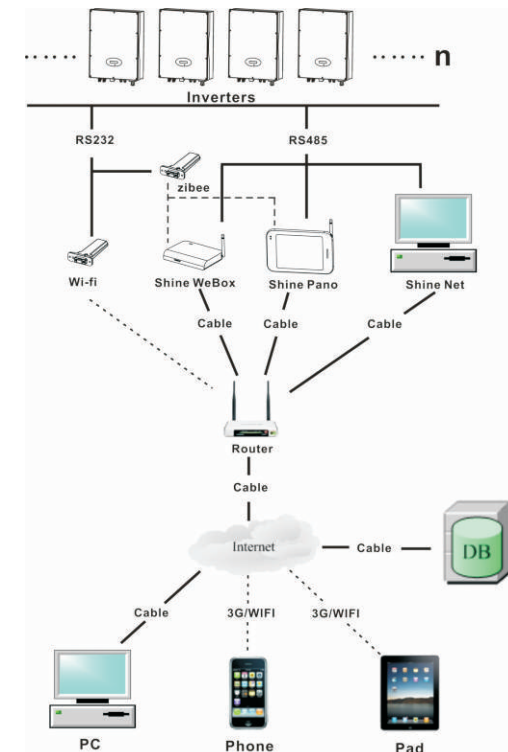 ...... ...... n
Inverters
RS232 RS485
zibee
Wi-fi Shine WeBox Shine Pano Shine Net
Cable Cable Cable
Router
Cable
Internet Cable DB
Cable 3G/WIFI 3G/WIFI
PC Phone Pad